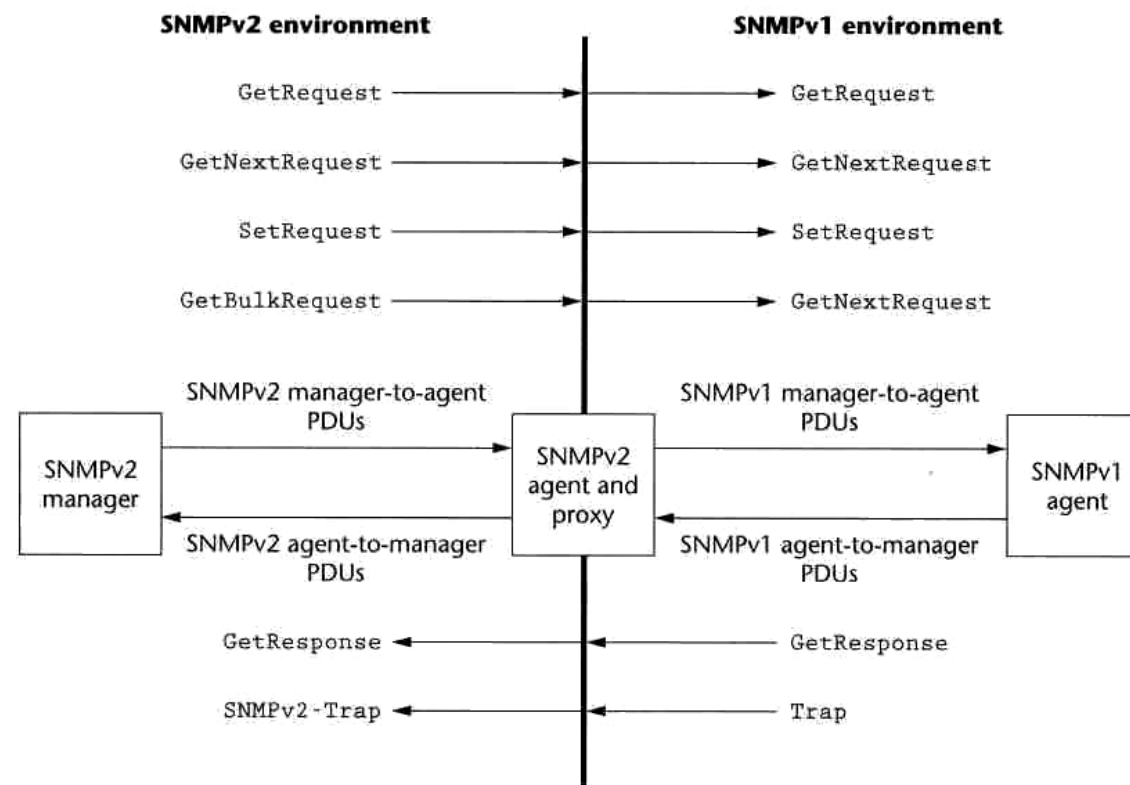 SNMPv2 environment
SNMPv1 environment
GetRequest
GetRequest
GetNextRequest
GetNextRequest
SetRequest
SetRequest
GetBulkRequest
GetNextRequest
SNMPv2 manager-to-agent
PDUs
SNMPv1 manager-to-agent
PDUs
SNMPv2
manager
SNMPv2
agent and
proxy
SNMPv1
agent
SNMPv2 agent-to-manager
PDUs
SNMPv1 agent-to-manager
PDUs
GetResponse
GetResponse
SNMPv2-Trap
Trap